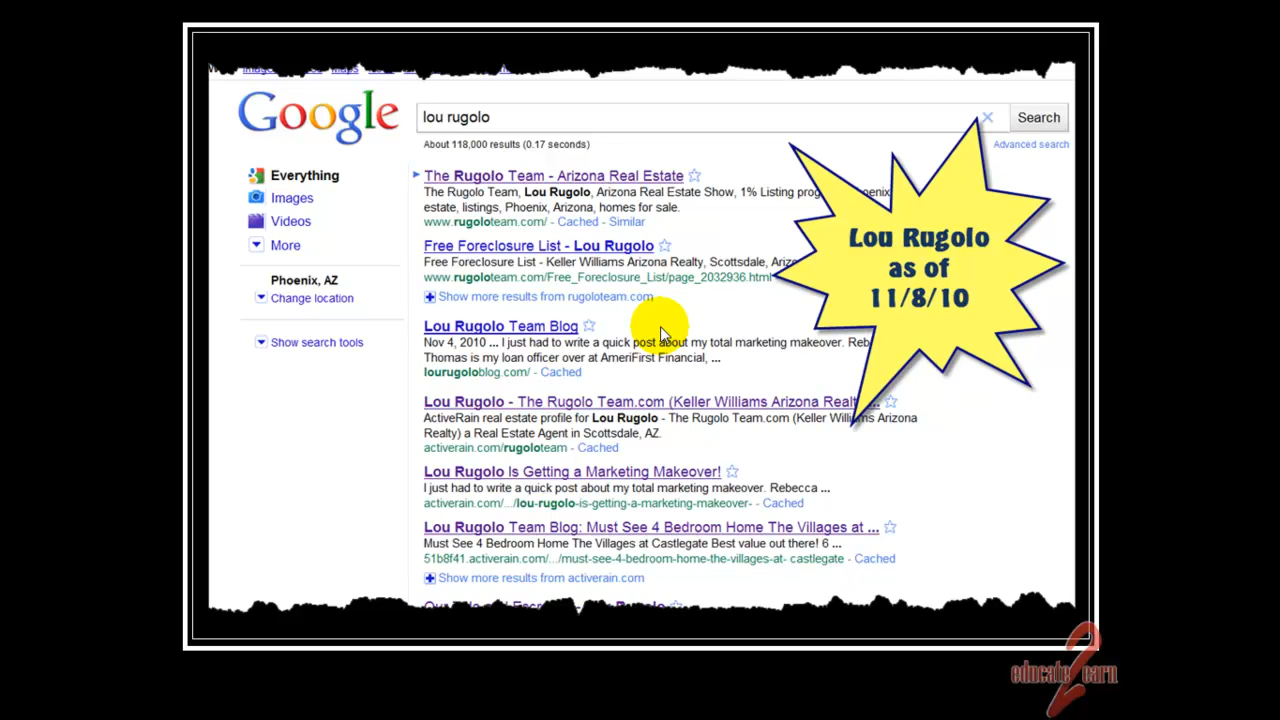 Google
lou rugolo
Search
About 118,000 results (0.17 seconds)
Advanced search
Everything
Images
Videos
More
Phoenix, AZ
Change location
Show search tools
The Rugolo Team - Arizona Real Estate
The Rugolo Team, Lou Rugolo, Arizona Real Estate Show, 1% Listing
estate, listings, Phoenix, Arizona, homes for sale.
www.rugoloteam.com/ - Cached - Similar
Free Foreclosure List - Lou Rugolo
Free Foreclosure List - Keller Williams Arizona Realty, Scottsdale,
www.rugoloteam.com/Free_Foreclosure_List/page_2032936.html
Show more results from rugoloteam.com
Lou Rugolo Team Blog
Nov 4, 2010 ... I just had to write a quick post about my total marketing makeover.
Thomas is my loan officer over at AmeriFirst Financial, ...
lourugoloblog.com/ - Cached
Lou Rugolo - The Rugolo Team.com (Keller Williams Arizona
ActiveRain real estate profile for Lou Rugolo - The Rugolo Team.com (Keller Williams Arizona
Realty) a Real Estate Agent in Scottsdale, AZ.
activerain.com/rugoloteam - Cached
Lou Rugolo Is Getting a Marketing Makeover!
I just had to write a quick post about my total marketing makeover. Rebecca ...
activerain.com/.../lou-rugolo-is-getting-a-marketing-makeover- - Cached
Lou Rugolo Team Blog: Must See 4 Bedroom Home The Villages at ...
Must See 4 Bedroom Home The Villages at Castlegate Best value out there! 6 ...
51b8f41.activerain.com/.../must-see-4-bedroom-home-the-villages-at- castlegate - Cached
Show more results from activerain.com
Lou Rugolo
as of
11/8/10
educate2earn